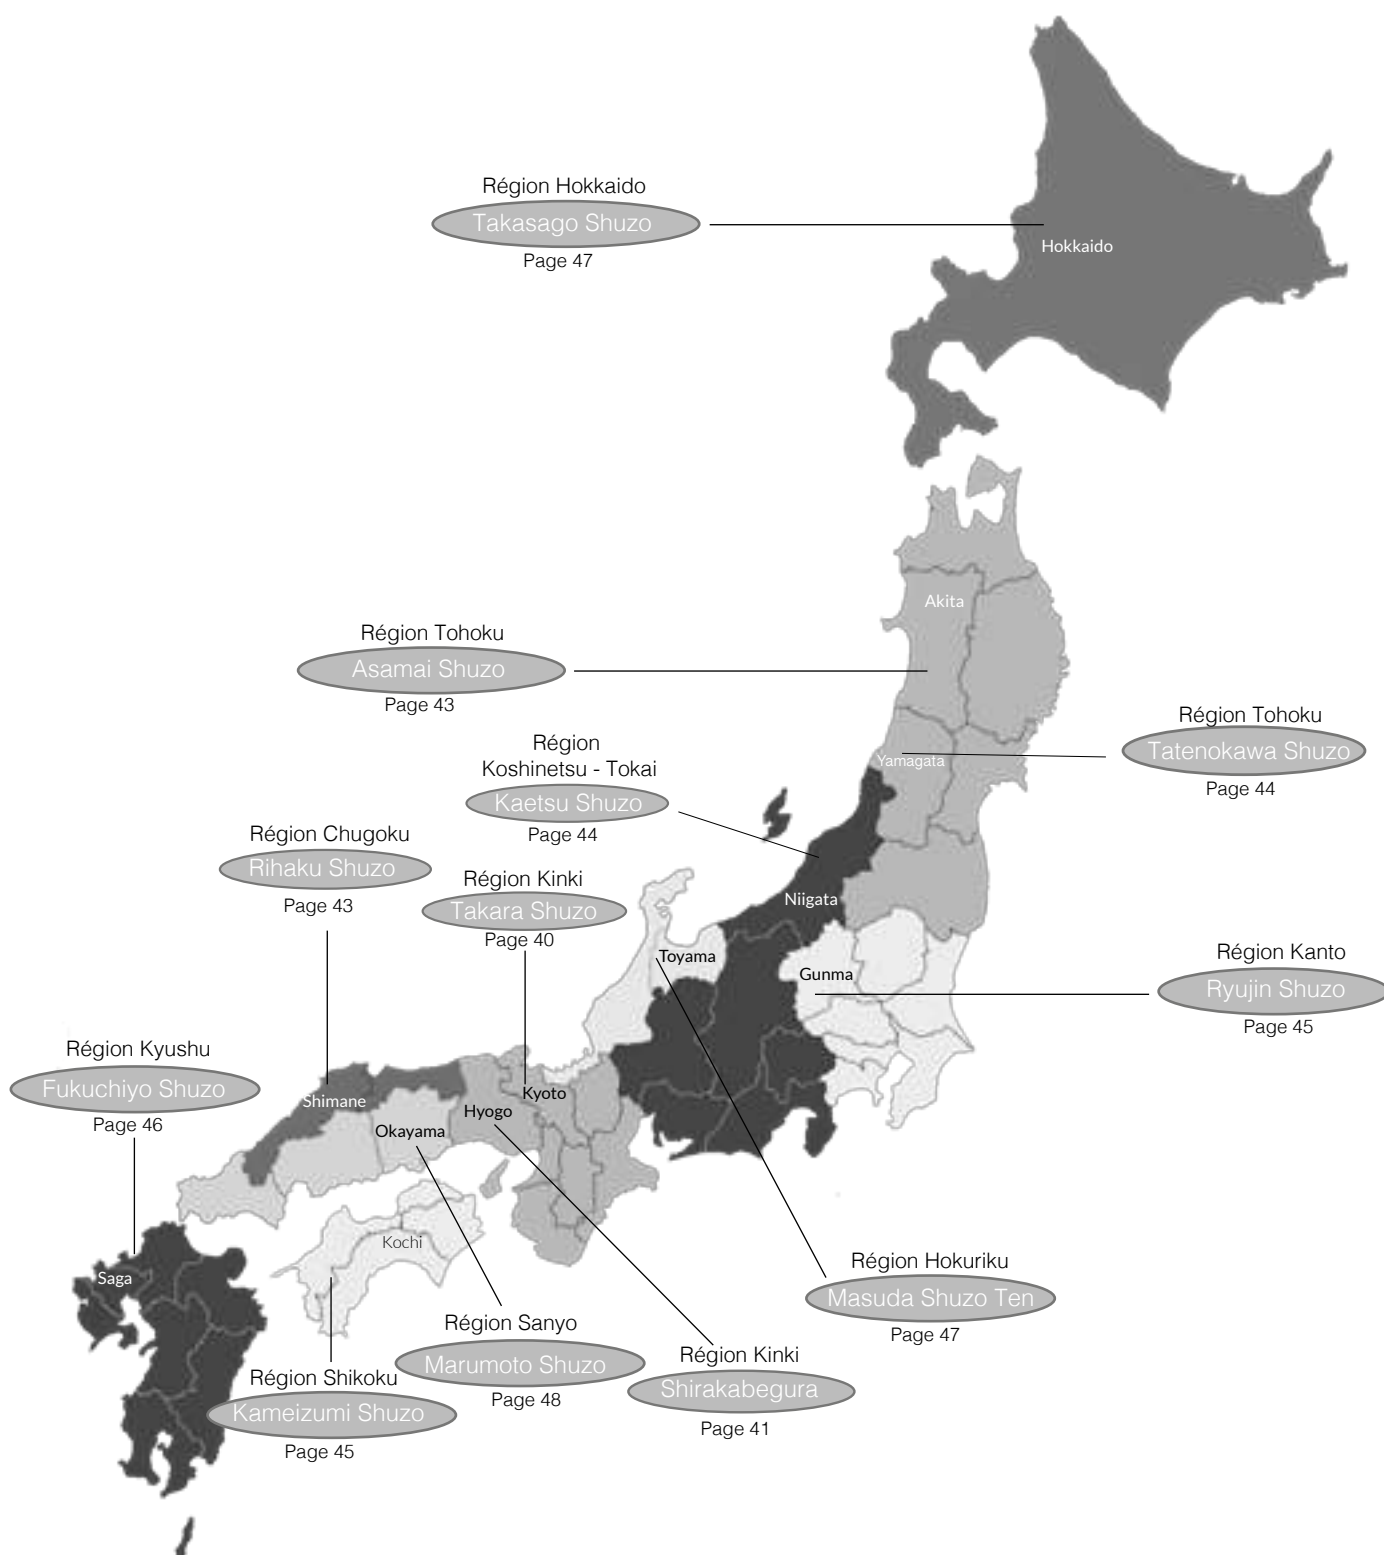 Région Hokkaido
Takasago Shuzo
Page 47
Hokkaido
Akita
Région Tohoku
Asamai Shuzo
Page 43
Région Tohoku
Tatenokawa Shuzo
Page 44
Yamagata
Région
Koshinetsu - Tokai
Kaetsu Shuzo
Page 44
Région Chugoku
Rihaku Shuzo
Page 43
Région Kinki
Takara Shuzo
Page 40
Niigata
Toyama
Gunma
Région Kanto
Ryujin Shuzo
Page 45
Région Kyushu
Fukuchiyo Shuzo
Page 46
Shimane
Kyoto
Hyogo
Okayama
Kochi
Saga
Région Hokuriku
Masuda Shuzo Ten
Page 47
Région Sanyo
Marumoto Shuzo
Page 48
Région Kinki
Shirakabegura
Page 41
Région Shikoku
Kameizumi Shuzo
Page 45